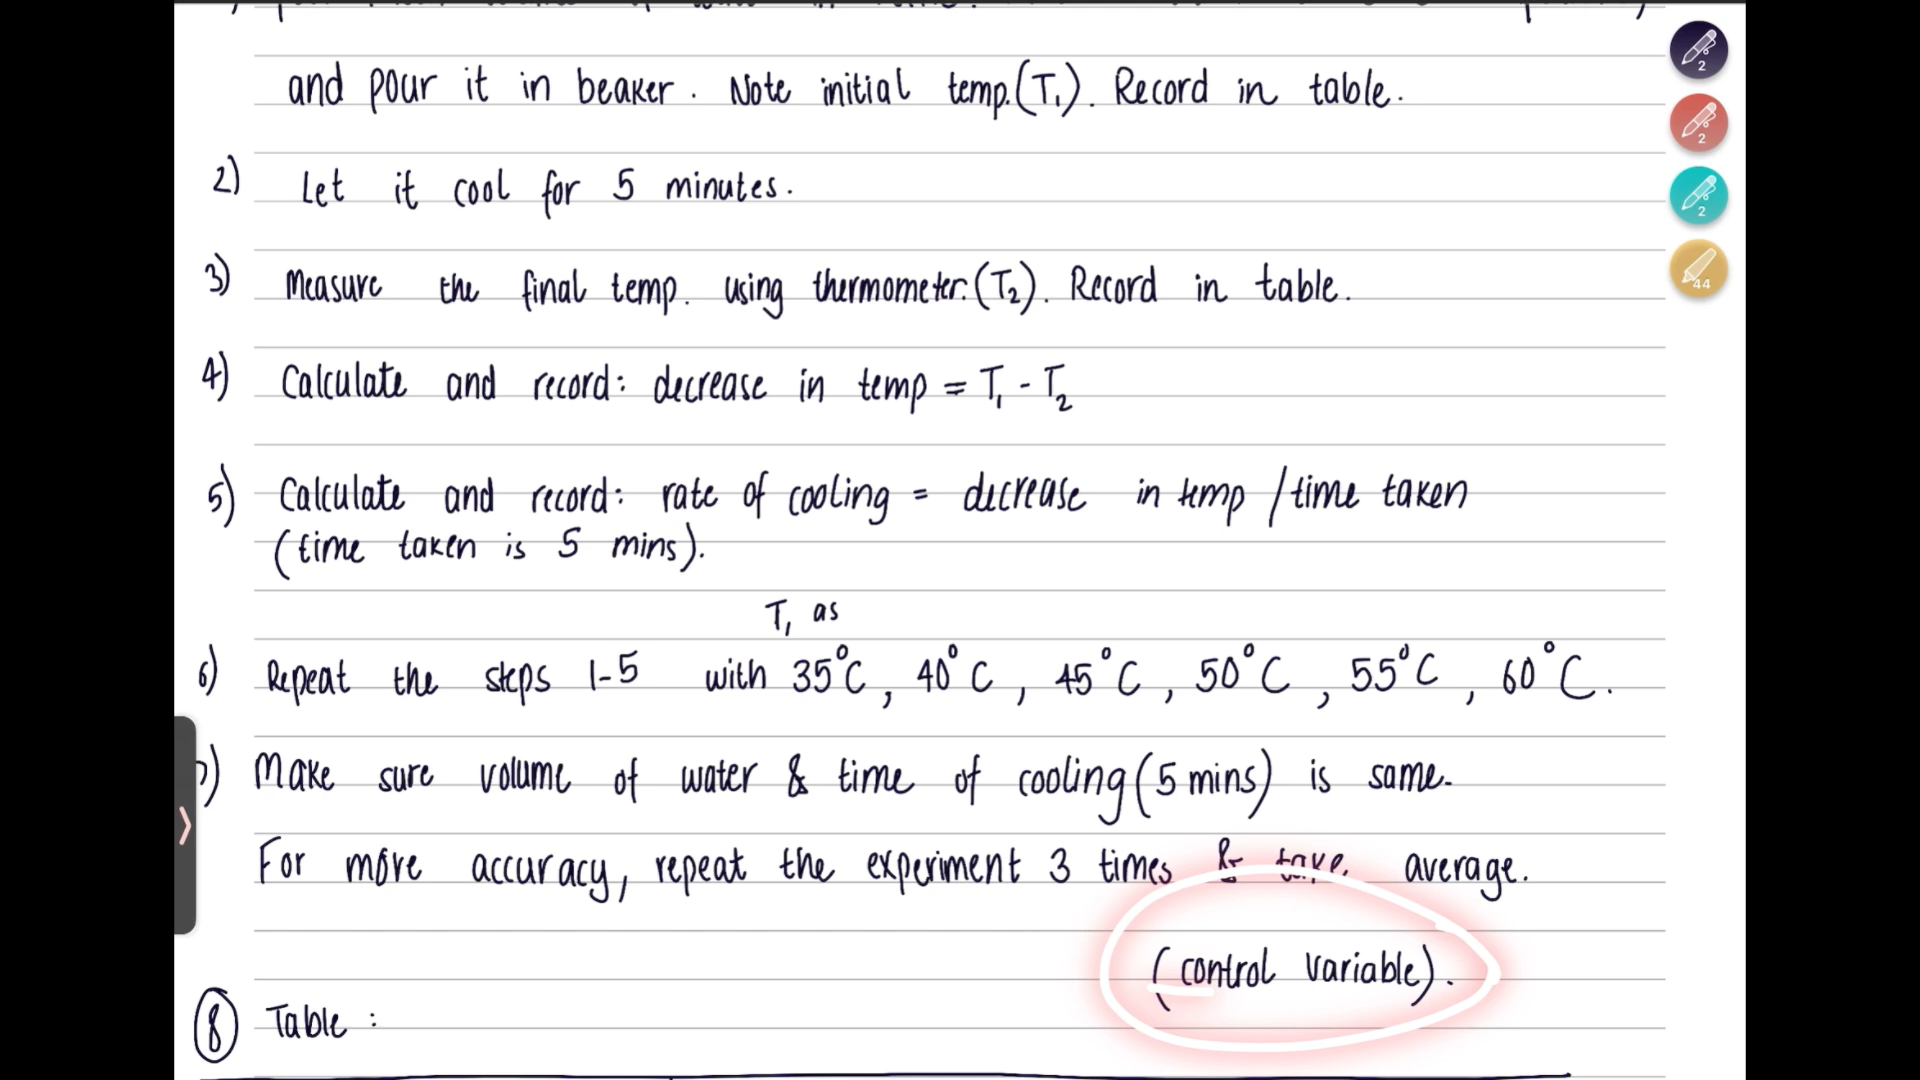 and pour it in beaker. Note initial temp.(T₁). Record in table.
2) Let it cool for 5 minutes.
3) Measure the final temp. using thermometer.(T₂). Record in table.
4) Calculate and record: decrease in temp = T₁ - T₂
5) Calculate and record: rate of cooling = decrease in temp / time taken
(time taken is 5 mins).
T₁ as
6) Repeat the steps 1-5 with 35°C, 40°C, 45°C, 50°C, 55°C, 60°C.
) Make sure volume of water & time of cooling (5 mins) is same.
For more accuracy, repeat the experiment 3 times & take average.
(control variable).
8 Table :
2
2
2
44